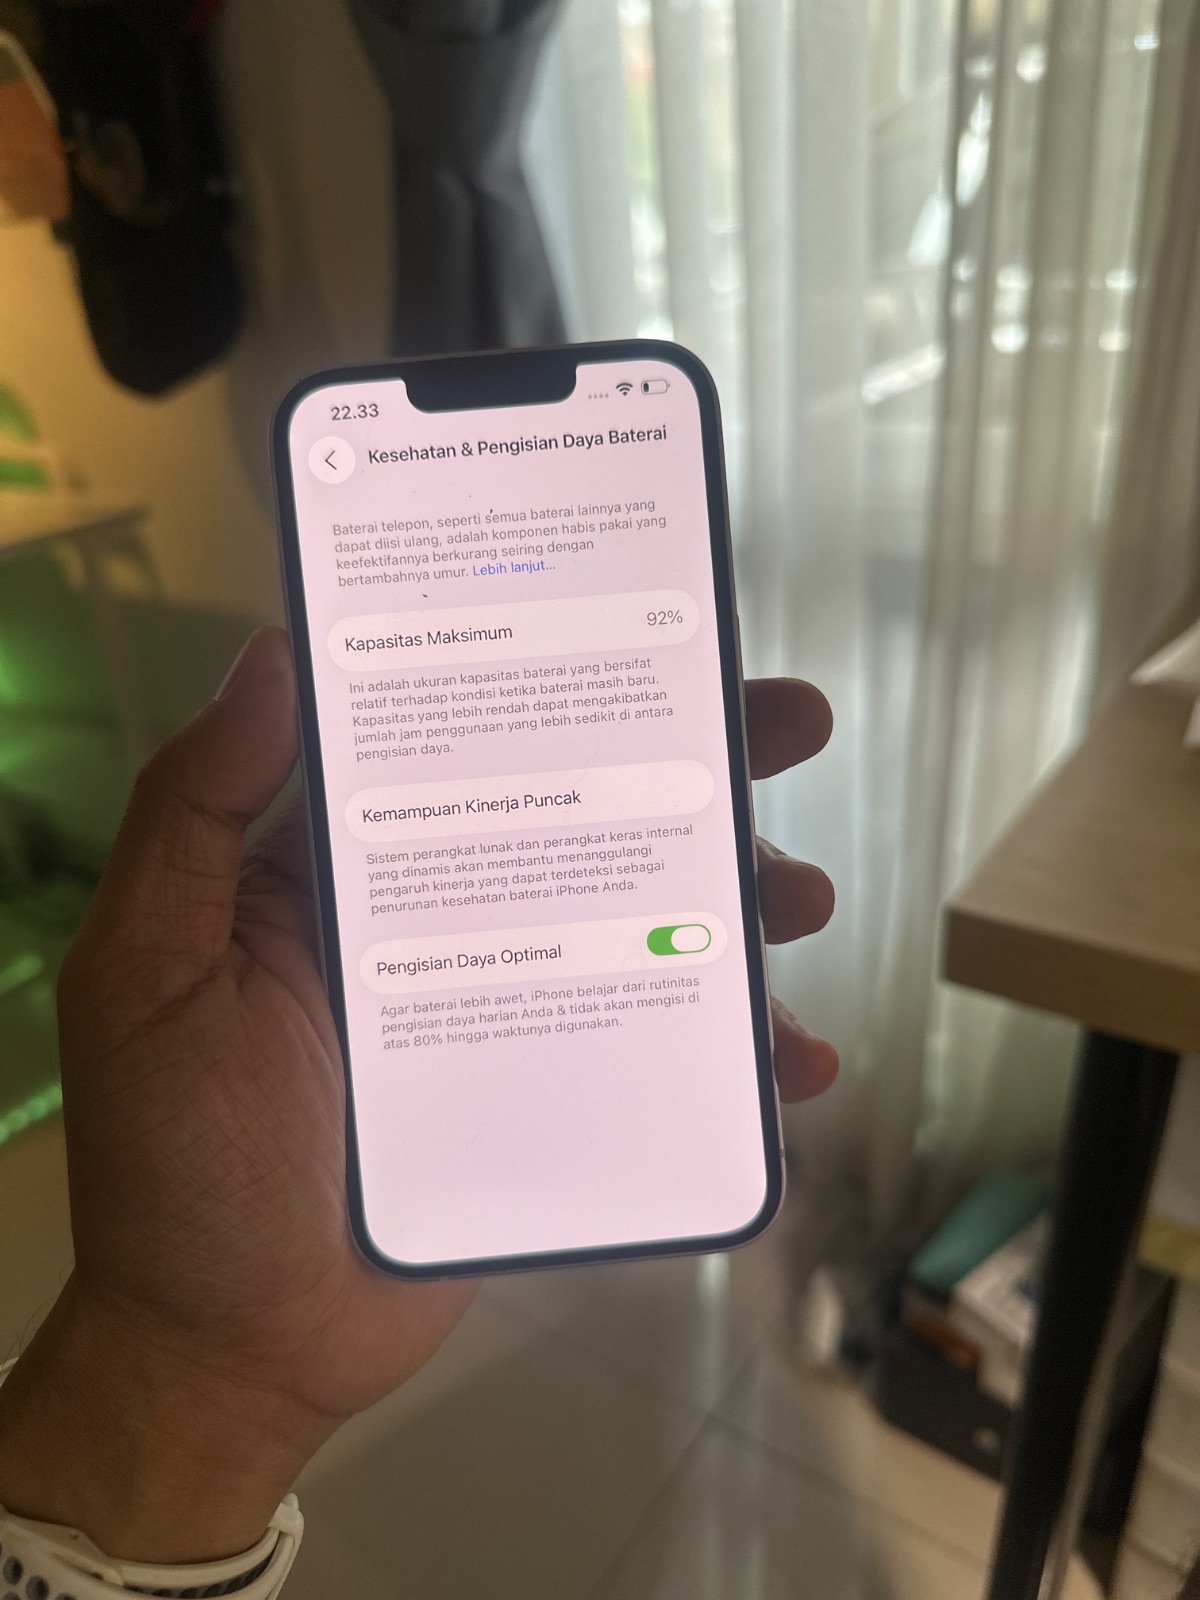 22.33
Kesehatan & Pengisian Daya Baterai
Baterai telepon, seperti semua baterai lainnya yang
dapat diisi ulang, adalah komponen habis pakai yang
keefektifannya berkurang seiring dengan
bertambahnya umur. Lebih lanjut...
Kapasitas Maksimum 92%
Ini adalah ukuran kapasitas baterai yang bersifat
relatif terhadap kondisi ketika baterai masih baru.
Kapasitas yang lebih rendah dapat mengakibatkan
jumlah jam penggunaan yang lebih sedikit di antara
pengisian daya.
Kemampuan Kinerja Puncak
Sistem perangkat lunak dan perangkat keras internal
yang dinamis akan membantu menanggulangi
pengaruh kinerja yang dapat terdeteksi sebagai
penurunan kesehatan baterai iPhone Anda.
Pengisian Daya Optimal
Agar baterai lebih awet, iPhone belajar dari rutinitas
pengisian daya harian Anda & tidak akan mengisi di
atas 80% hingga waktunya digunakan.